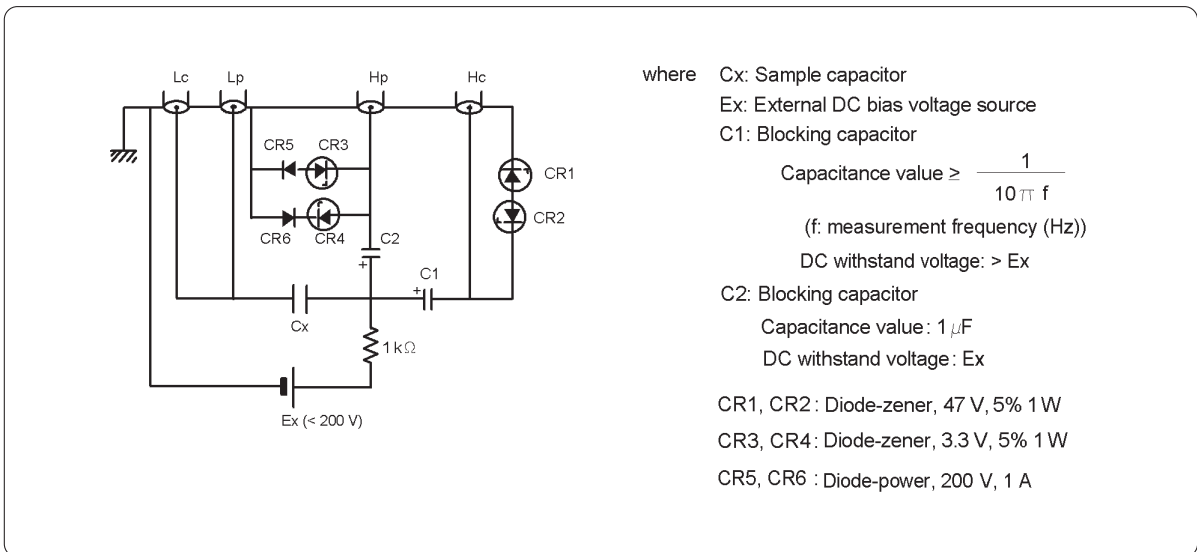 Lc Lp Hp Hc
CR5 CR3
CR1
CR2
CR6 CR4
C2
+
C1
+
Cx
1 kΩ
Ex (< 200 V)
where Cx: Sample capacitor
Ex: External DC bias voltage source
C1: Blocking capacitor
Capacitance value ≥ 1
10 π f
(f: measurement frequency (Hz))
DC withstand voltage: > Ex
C2: Blocking capacitor
Capacitance value: 1 μF
DC withstand voltage: Ex
CR1, CR2 : Diode-zener, 47 V, 5% 1 W
CR3, CR4 : Diode-zener, 3.3 V, 5% 1 W
CR5, CR6 : Diode-power, 200 V, 1 A